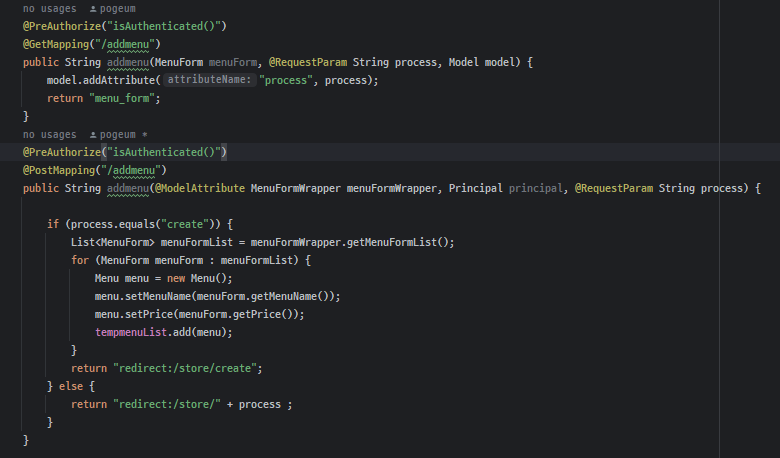 no usages   pogeum
@PreAuthorize("isAuthenticated()")
@GetMapping("/addmenu")
public String addmenu(MenuForm menuForm, @RequestParam String process, Model model) {
    model.addAttribute( attributeName: "process", process);
    return "menu_form";
}
no usages   pogeum *
@PreAuthorize("isAuthenticated()")
@PostMapping("/addmenu")
public String addmenu(@ModelAttribute MenuFormWrapper menuFormWrapper, Principal principal, @RequestParam String process) {
    if (process.equals("create")) {
        List<MenuForm> menuFormList = menuFormWrapper.getMenuFormList();
        for (MenuForm menuForm : menuFormList) {
            Menu menu = new Menu();
            menu.setMenuName(menuForm.getMenuName());
            menu.setPrice(menuForm.getPrice());
            tempmenuList.add(menu);
        }
        return "redirect:/store/create";
    } else {
        return "redirect:/store/" + process ;
    }
}